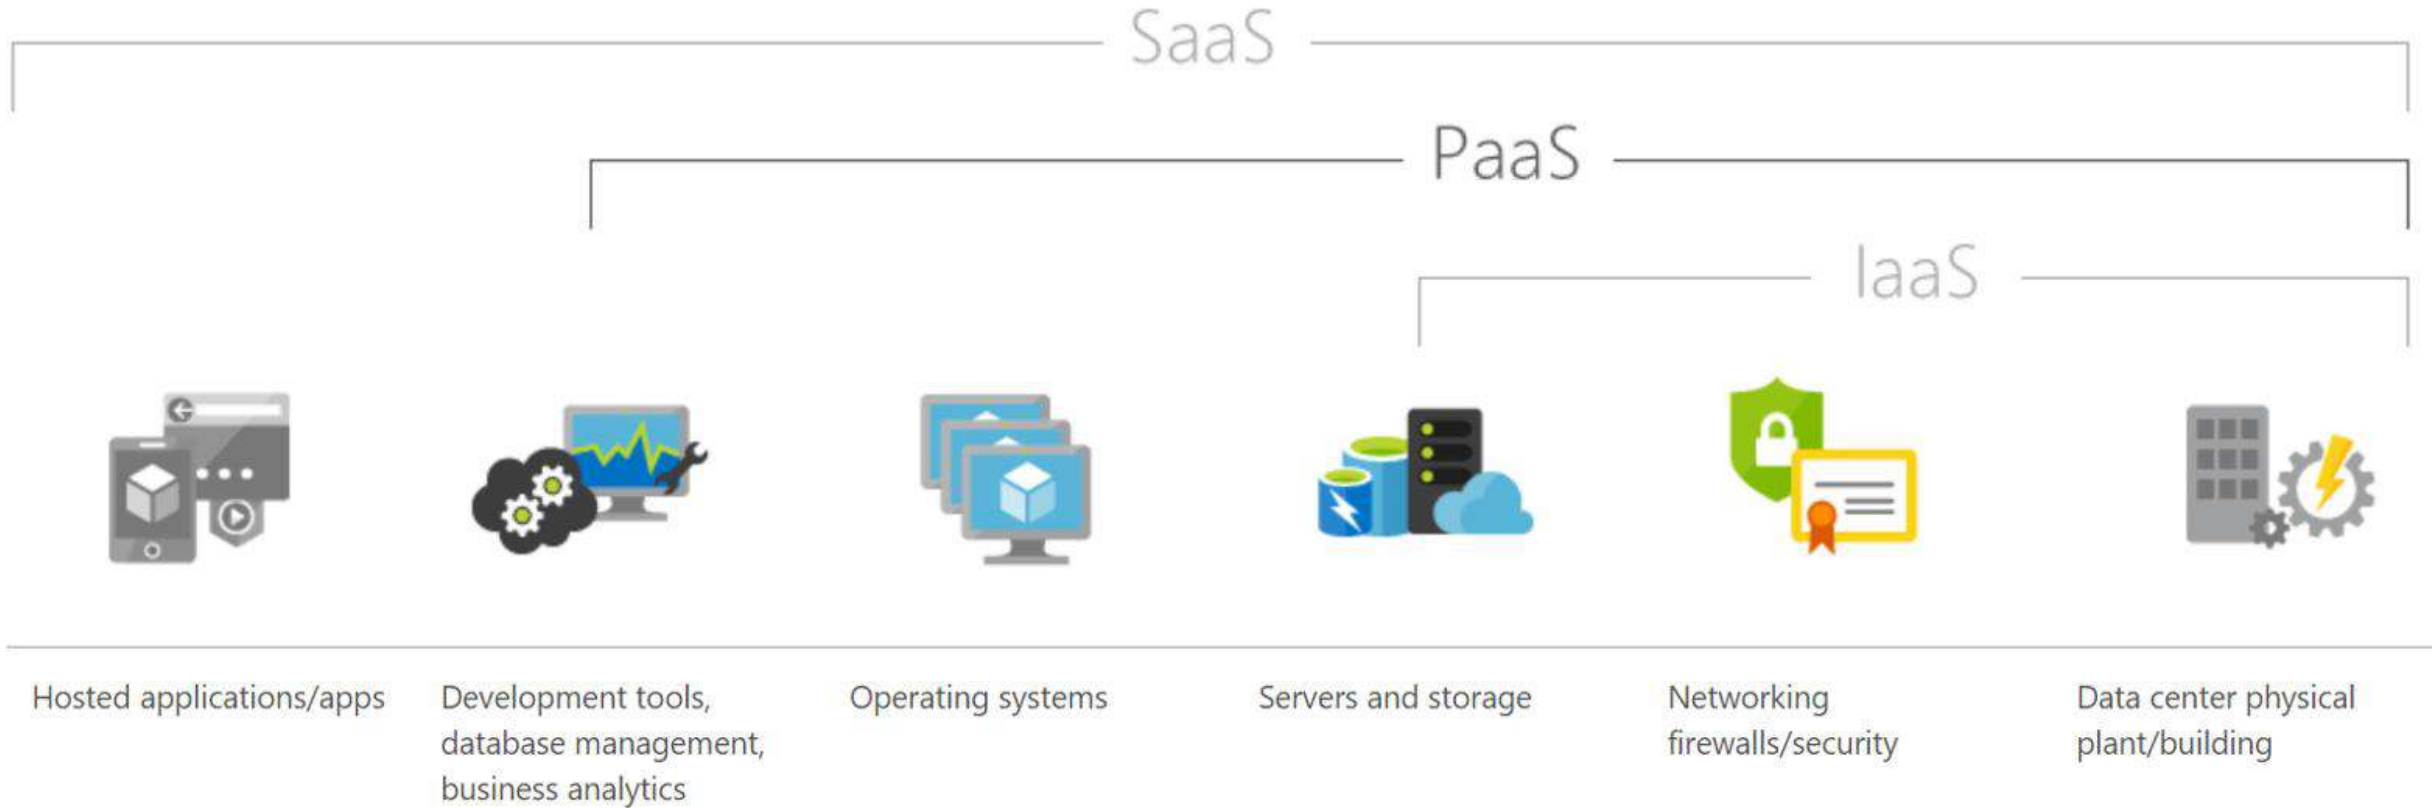 SaaS
PaaS
IaaS
Hosted applications/apps
Development tools,
database management,
business analytics
Operating systems
Servers and storage
Networking
firewalls/security
Data center physical
plant/building